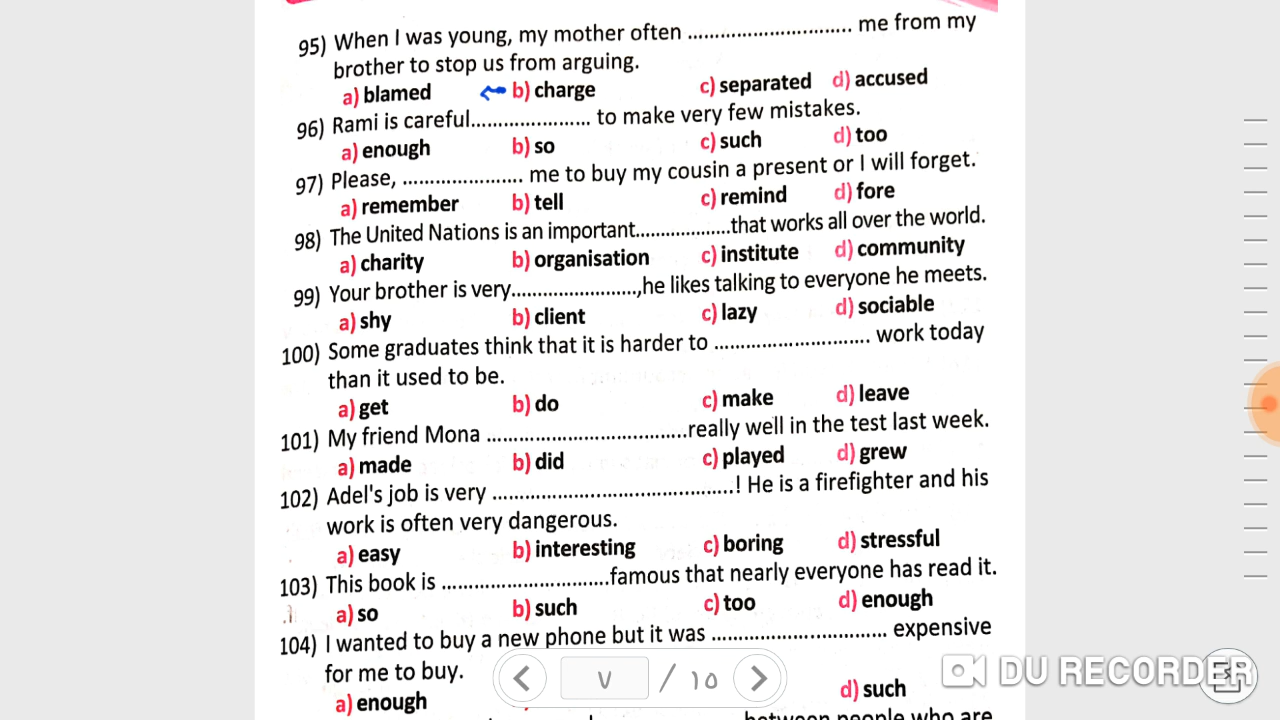 95) When I was young, my mother often .............................. me from my
brother to stop us from arguing.
a) blamed b) charge c) separated d) accused
96) Rami is careful...................... to make very few mistakes.
a) enough b) so c) such d) too
97) Please, ...................... me to buy my cousin a present or I will forget.
a) remember b) tell c) remind d) fore
98) The United Nations is an important..................that works all over the world.
a) charity b) organisation c) institute d) community
99) Your brother is very........................,he likes talking to everyone he meets.
a) shy b) client c) lazy d) sociable
100) Some graduates think that it is harder to ............................ work today
than it used to be.
a) get b) do c) make d) leave
101) My friend Mona ....................................really well in the test last week.
a) made b) did c) played d) grew
102) Adel's job is very ..........................................! He is a firefighter and his
work is often very dangerous.
a) easy b) interesting c) boring d) stressful
103) This book is ..............................famous that nearly everyone has read it.
a) so b) such c) too d) enough
104) I wanted to buy a new phone but it was ................................ expensive
for me to buy.
a) enough d) such
٧ / ١٥
DU RECORDER
between people who are